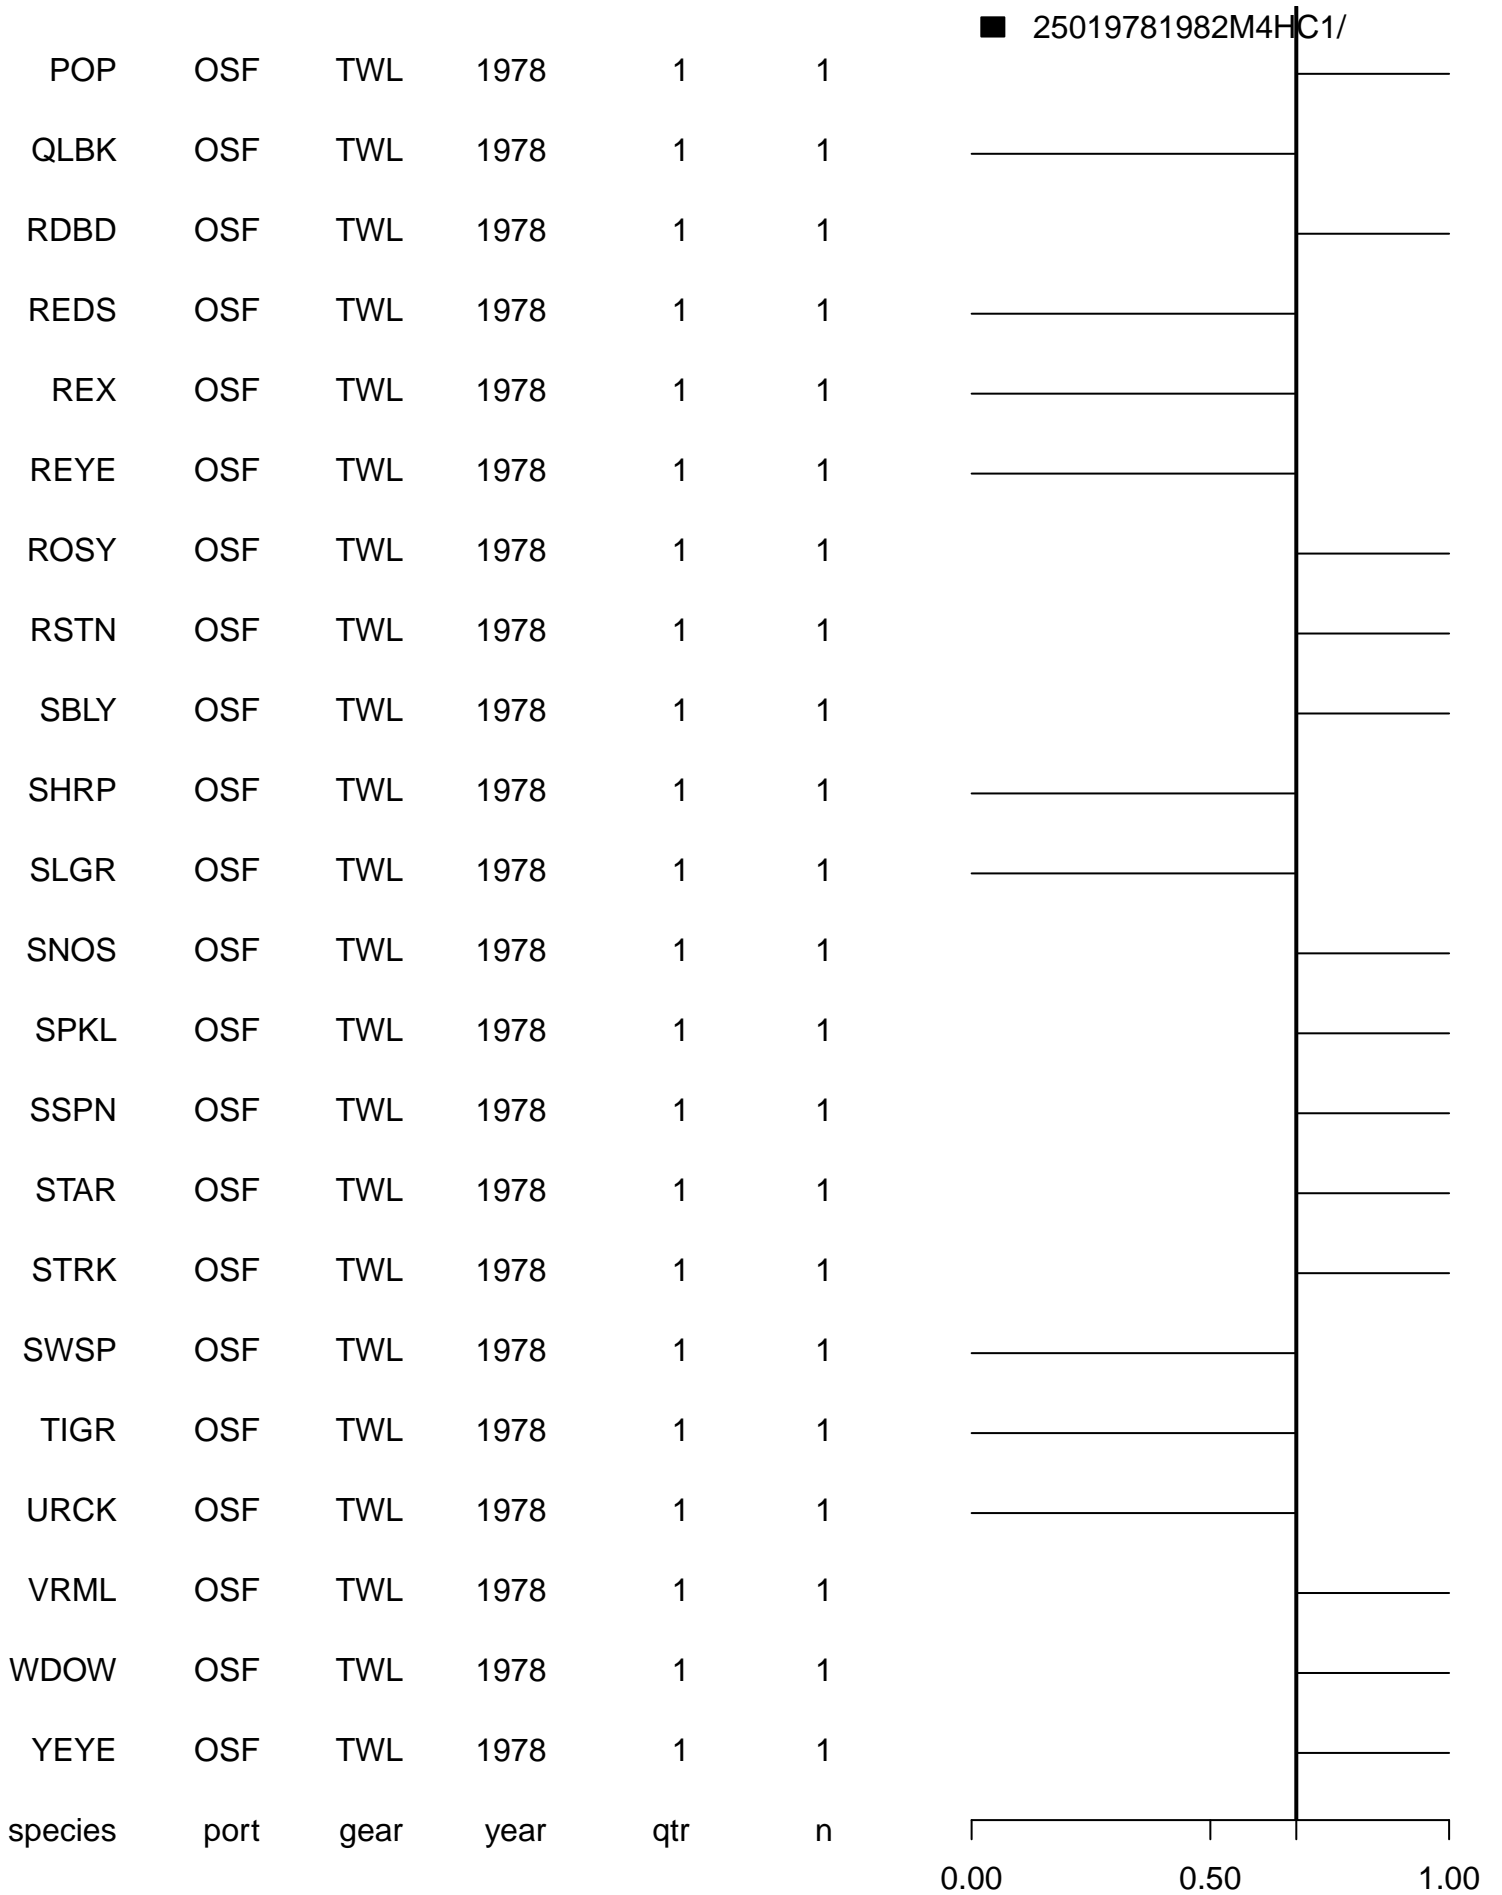 25019781982M4HC1/
POP OSF TWL 1978 1 1
QLBK OSF TWL 1978 1 1
RDBD OSF TWL 1978 1 1
REDS OSF TWL 1978 1 1
REX OSF TWL 1978 1 1
REYE OSF TWL 1978 1 1
ROSY OSF TWL 1978 1 1
RSTN OSF TWL 1978 1 1
SBLY OSF TWL 1978 1 1
SHRP OSF TWL 1978 1 1
SLGR OSF TWL 1978 1 1
SNOS OSF TWL 1978 1 1
SPKL OSF TWL 1978 1 1
SSPN OSF TWL 1978 1 1
STAR OSF TWL 1978 1 1
STRK OSF TWL 1978 1 1
SWSP OSF TWL 1978 1 1
TIGR OSF TWL 1978 1 1
URCK OSF TWL 1978 1 1
VRML OSF TWL 1978 1 1
WDOW OSF TWL 1978 1 1
YEYE OSF TWL 1978 1 1
species port gear year qtr n
0.00 0.50 1.00